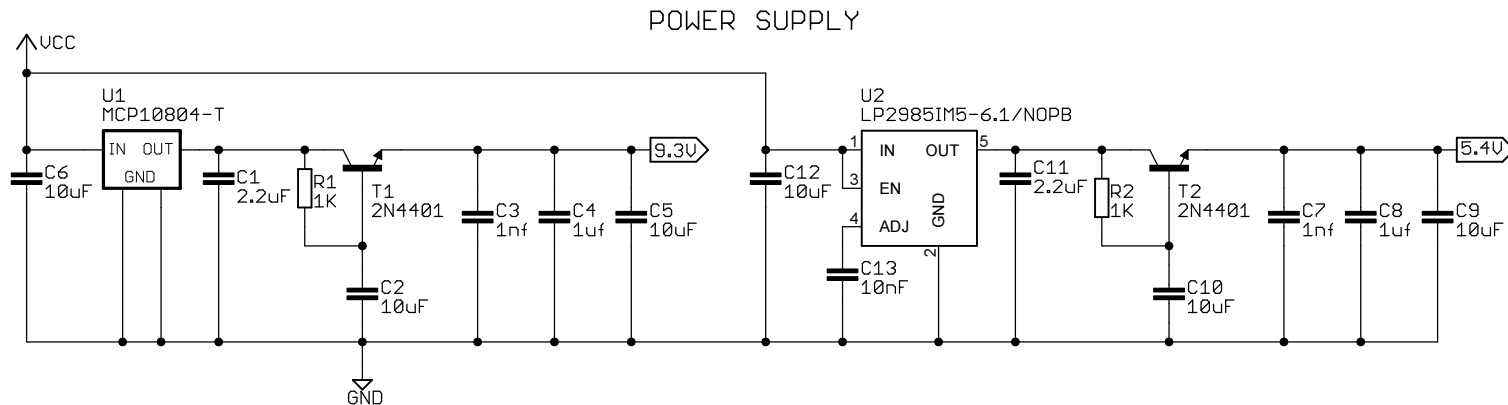 POWER SUPPLY
VCC
U1
MCP10804-T
IN OUT
GND
C6
10uF
C1
2.2uF
R1
1K
T1
2N4401
C2
10uF
C3
1nf
C4
1uf
C5
10uF
9.3V
GND
U2
LP2985IM5-6.1/NOPB
1
IN
OUT
5
3
EN
4
ADJ
GND
2
C12
10uF
C13
10nF
C11
2.2uF
R2
1K
T2
2N4401
C10
10uF
C7
1nf
C8
1uf
C9
10uF
5.4V